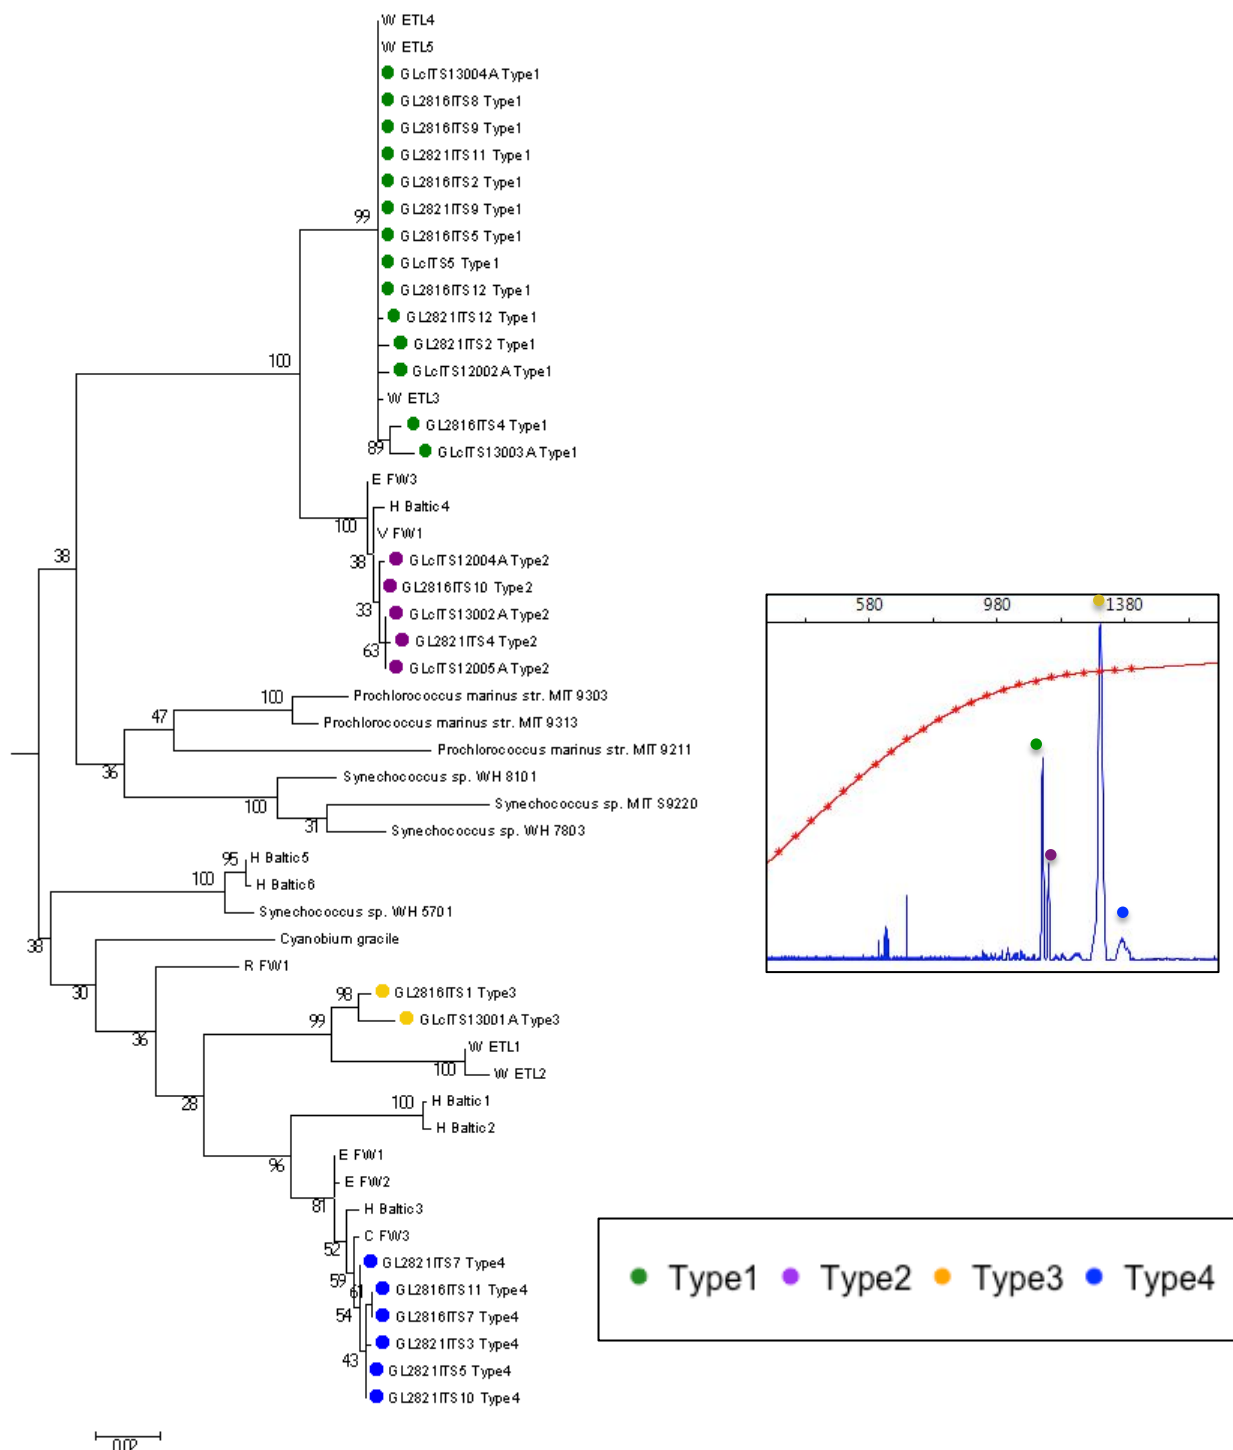 W ETL4
W ETL5
GLcITS13004A Type1
GL2816ITS8 Type1
GL2816ITS9 Type1
GL2821ITS11 Type1
GL2816ITS2 Type1
GL2821ITS9 Type1
99
GL2816ITS5 Type1
GLcITS5 Type1
GL2816ITS12 Type1
GL2821ITS12 Type1
GL2821ITS2 Type1
100
GLcITS12002A Type1
W ETL3
GL2816ITS4 Type1
89
GLcITS13003A Type1
E FW3
H Baltic4
100
V FW1
38
38
GLcITS12004A Type2
GL2816ITS10 Type2
33
GLcITS13002A Type2
GL2821ITS4 Type2
63
GLcITS12005A Type2
100
Prochlorococcus marinus str. MIT 9303
47
Prochlorococcus marinus str. MIT 9313
Prochlorococcus marinus str. MIT 9211
36
Synechococcus sp. WH 8101
100
Synechococcus sp. MIT S9220
31
Synechococcus sp. WH 7803
95
H Baltic5
100
H Baltic6
Synechococcus sp. WH 5701
38
Cyanobium gracile
R FW1
30
98
GL2816ITS1 Type3
99
GLcITS13001A Type3
36
W ETL1
100
W ETL2
28
100
H Baltic1
H Baltic2
96
E FW1
E FW2
81
H Baltic3
52
C FW3
GL2821ITS7 Type4
59
61
GL2816ITS11 Type4
54
GL2816ITS7 Type4
GL2821ITS3 Type4
43
GL2821ITS5 Type4
GL2821ITS10 Type4
0.02
580 980 1380
Type1 Type2 Type3 Type4